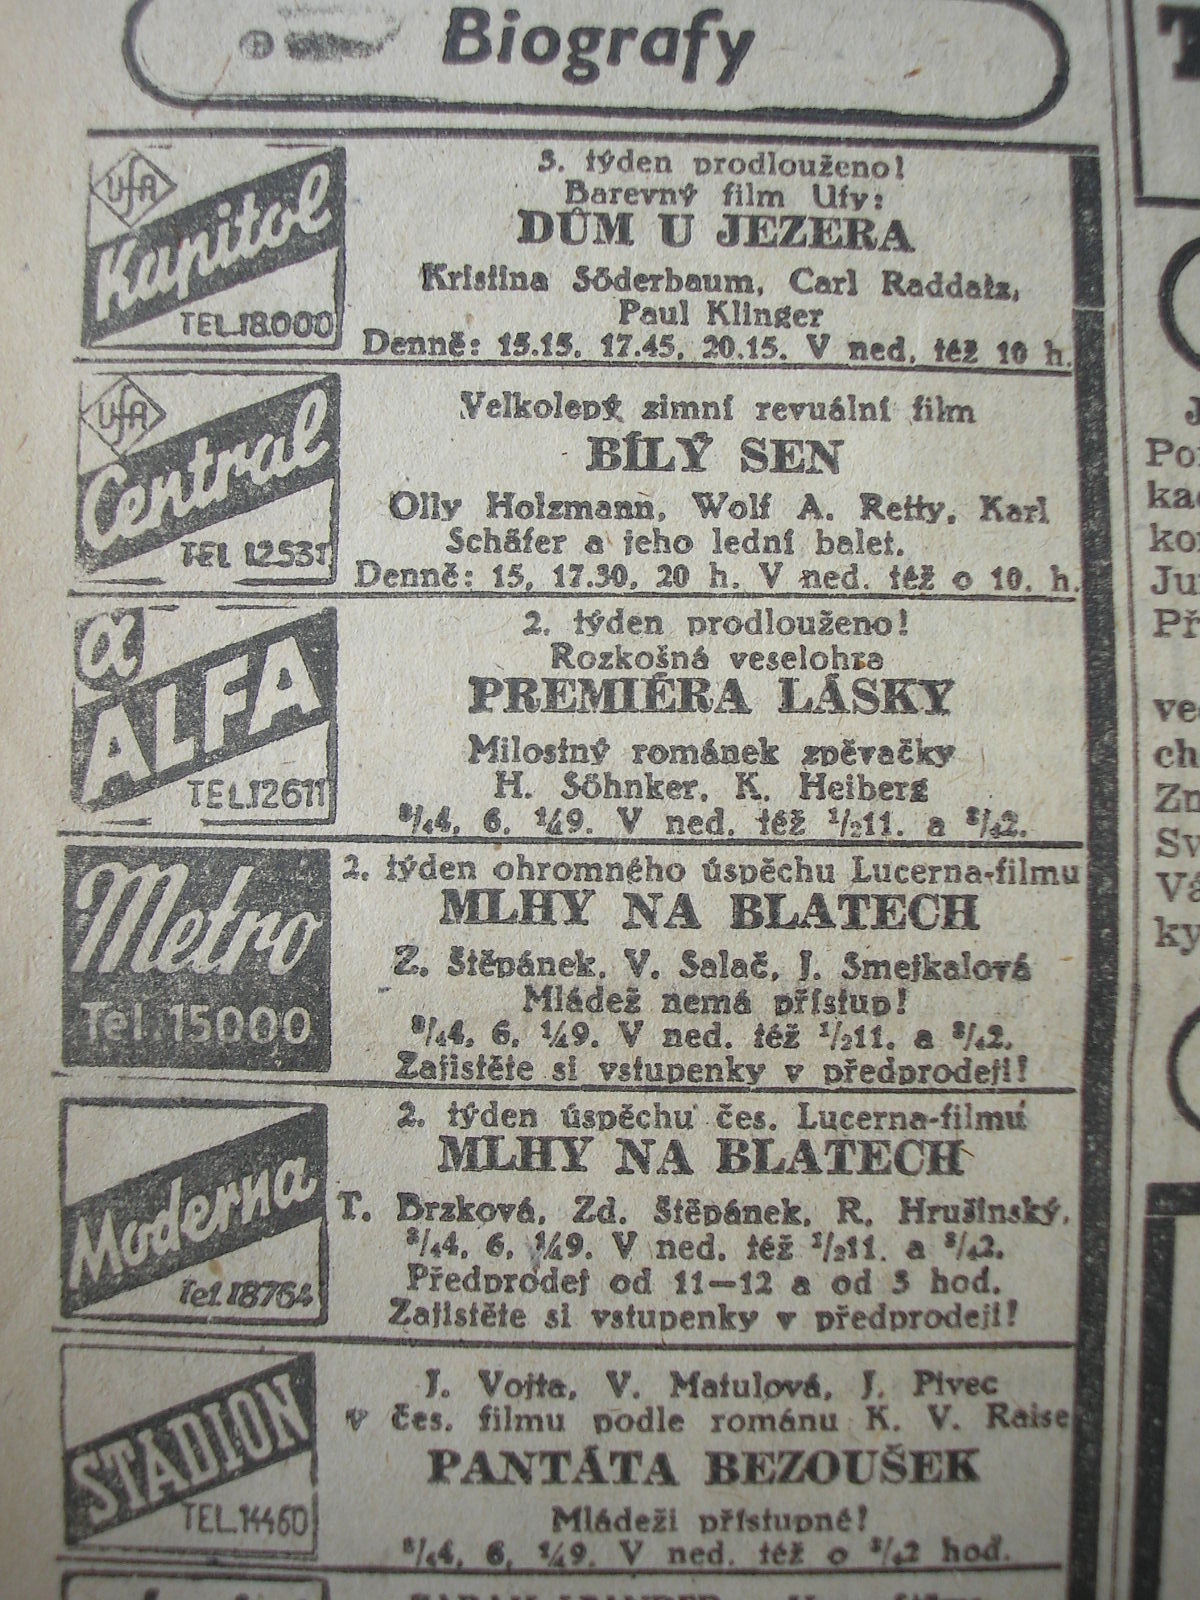 Biografy
UfA
Kapitol
TEL.18000
3. týden prodlouženo!
Barevný film Ufy:
DŮM U JEZERA
Kristina Söderbaum, Carl Raddatz,
Paul Klinger
Denně: 15.15, 17.45, 20.15. V ned. též 10 h.
UfA
Central
TEL 12531
Velkolepý zimní revuální film
BÍLÝ SEN
Olly Holzmann, Wolf A. Retty, Karl
Schäfer a jeho lední balet.
Denně: 15, 17.30, 20 h. V ned. též o 10. h.
α
ALFA
TEL.12611
2. týden prodlouženo!
Rozkošná veselohra
PREMIÉRA LÁSKY
Milostný románek zpěvačky
H. Söhnker, K. Heiberg
¾4, 6, ¼9. V ned. též ½11. a ¾2.
Metro
Tel. 15000
2. týden ohromného úspěchu Lucerna-filmu
MLHY NA BLATECH
Z. Štěpánek, V. Salač, J. Smejkalová
Mládež nemá přístup!
¾4, 6, ¼9. V ned. též ½11. a ¾2.
Zajistěte si vstupenky v předprodeji!
Moderna
Tel.18764
2. týden úspěchu čes. Lucerna-filmu
MLHY NA BLATECH
T. Brzková, Zd. Štěpánek, R. Hrušinský,
¾4, 6, ¼9. V ned. též ½11. a ¾2.
Předprodej od 11—12 a od 3 hod.
Zajistěte si vstupenky v předprodeji!
STADION
TEL.14460
J. Vojta, V. Matulová, J. Pivec
v čes. filmu podle románu K. V. Raise
PANTÁTA BEZOUŠEK
Mládeži přístupné!
¾4, 6, ¼9. V ned. též o ¾2 hod.